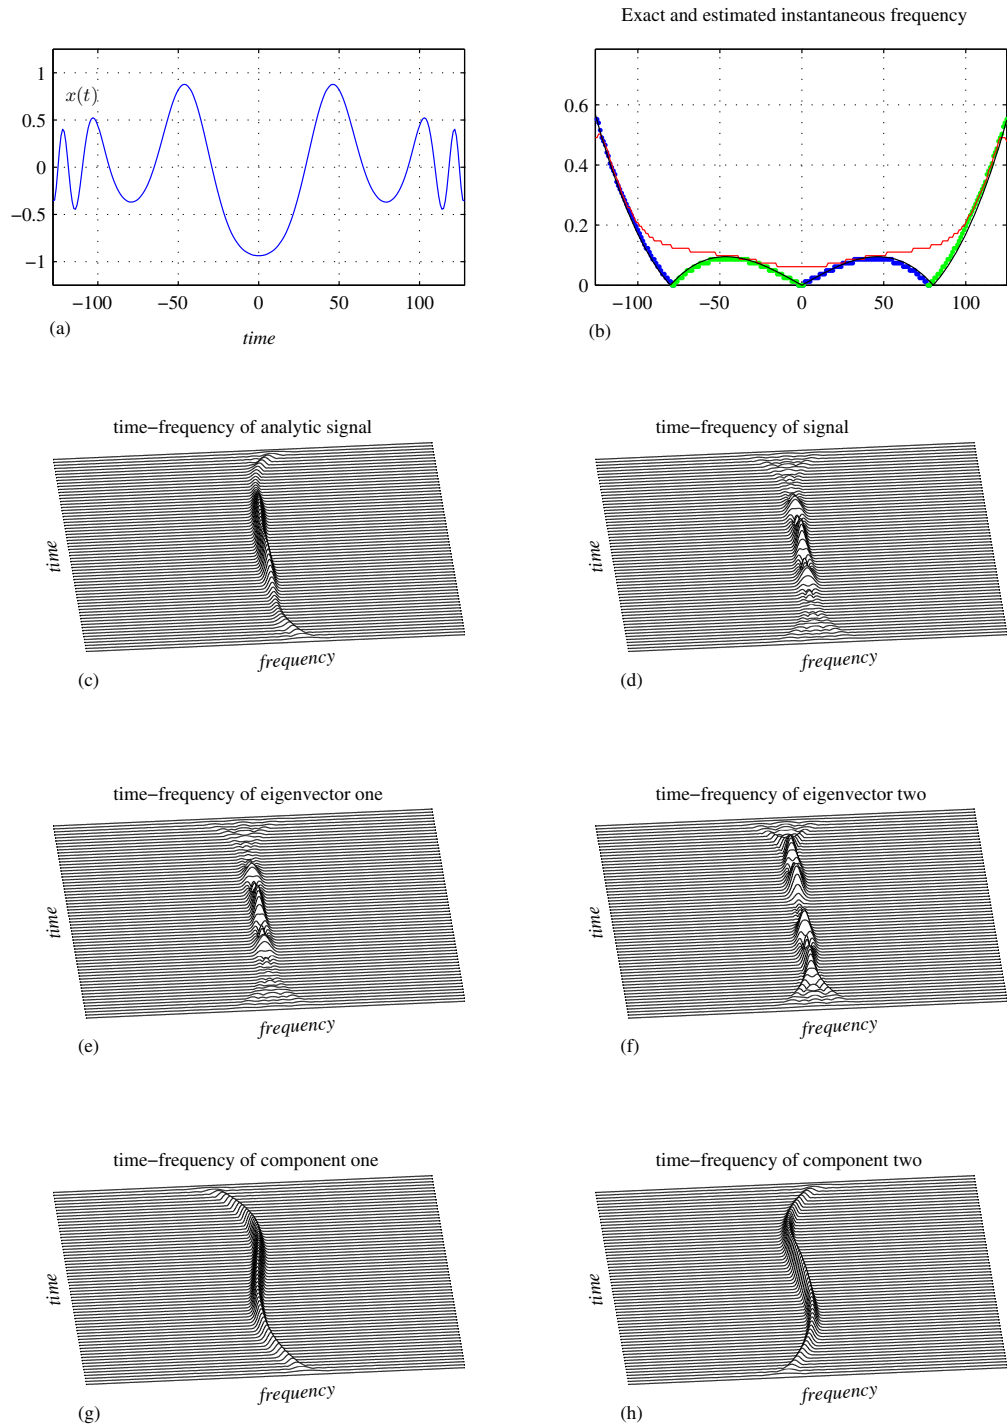 Exact and estimated instantaneous frequency
1
0.5
0
−0.5
−1
x(t)
−100 −50 0 50 100
(a)
time
0.6
0.4
0.2
0
−100 −50 0 50 100
(b)
time−frequency of analytic signal
time
frequency
(c)
time−frequency of signal
time
frequency
(d)
time−frequency of eigenvector one
time
frequency
(e)
time−frequency of eigenvector two
time
frequency
(f)
time−frequency of component one
time
frequency
(g)
time−frequency of component two
time
frequency
(h)